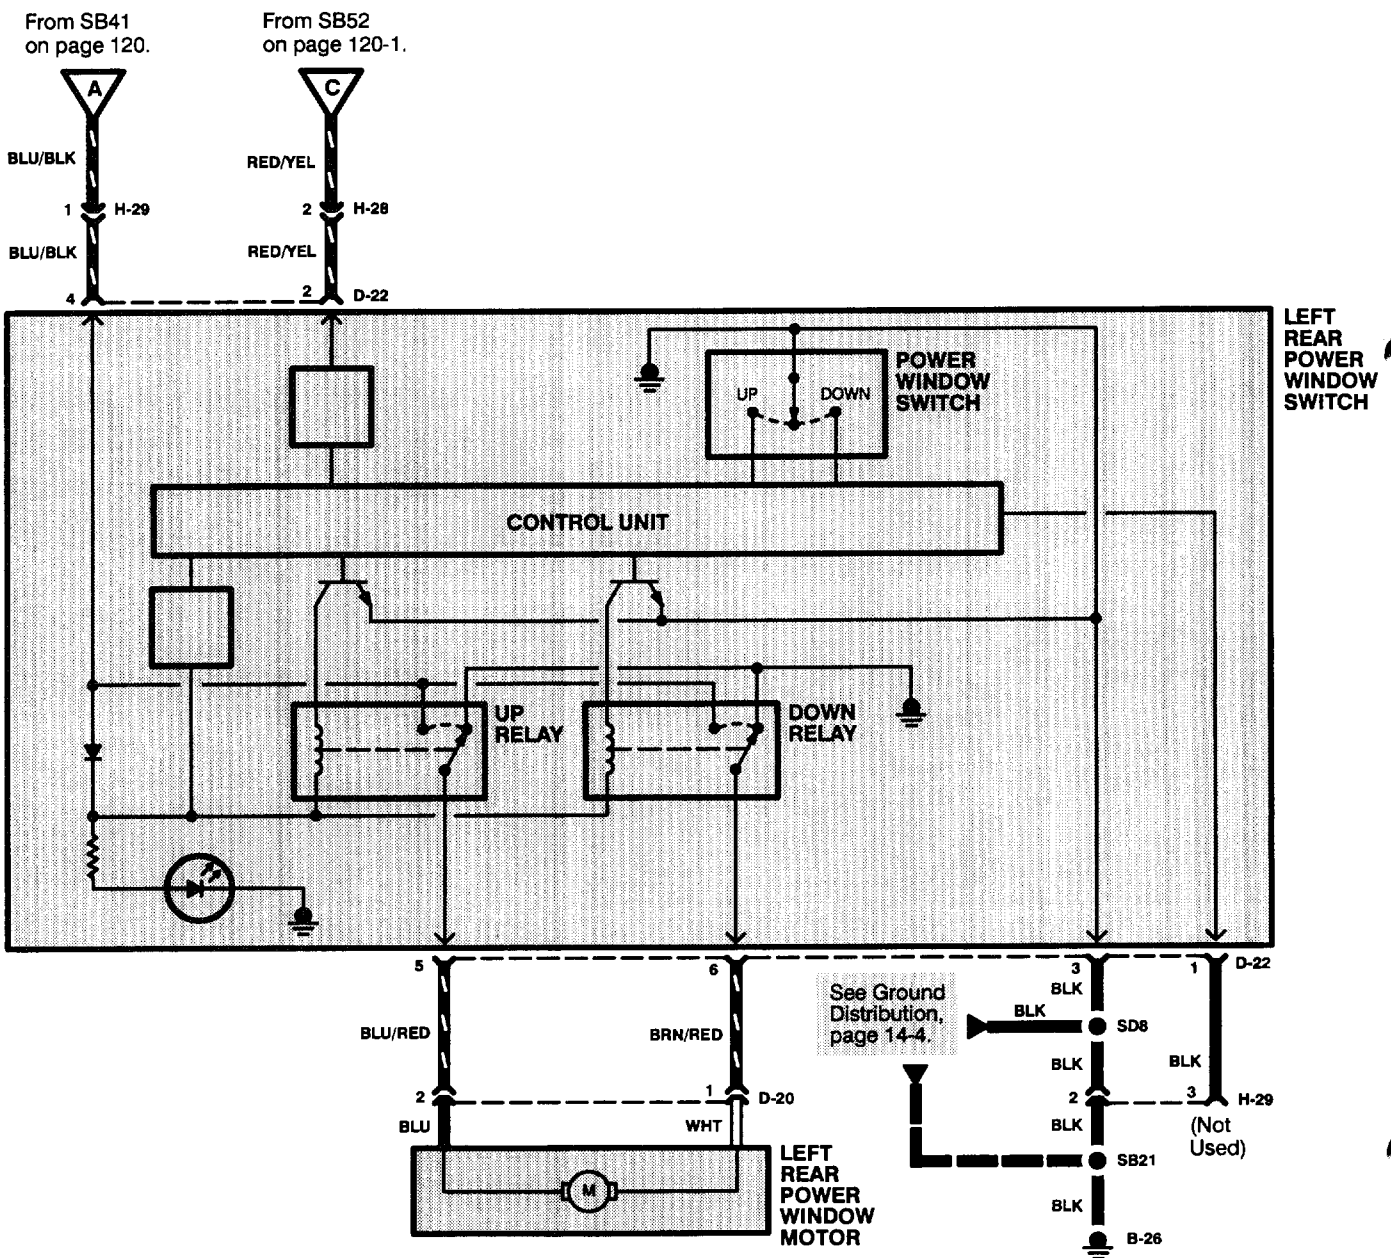 From SB41
on page 120.
From SB52
on page 120-1.
A
C
BLU/BLK
RED/YEL
1
H-29
2
H-28
BLU/BLK
RED/YEL
4
2
D-22
LEFT
REAR
POWER
WINDOW
SWITCH
POWER
WINDOW
SWITCH
UP
DOWN
CONTROL UNIT
UP
RELAY
DOWN
RELAY
5
6
3
1
D-22
See Ground
Distribution,
page 14-4.
BLK
BLK
SD8
BLU/RED
BRN/RED
BLK
BLK
2
1
D-20
2
3
H-29
BLU
WHT
BLK
(Not
Used)
LEFT
REAR
POWER
WINDOW
MOTOR
M
SB21
BLK
B-26